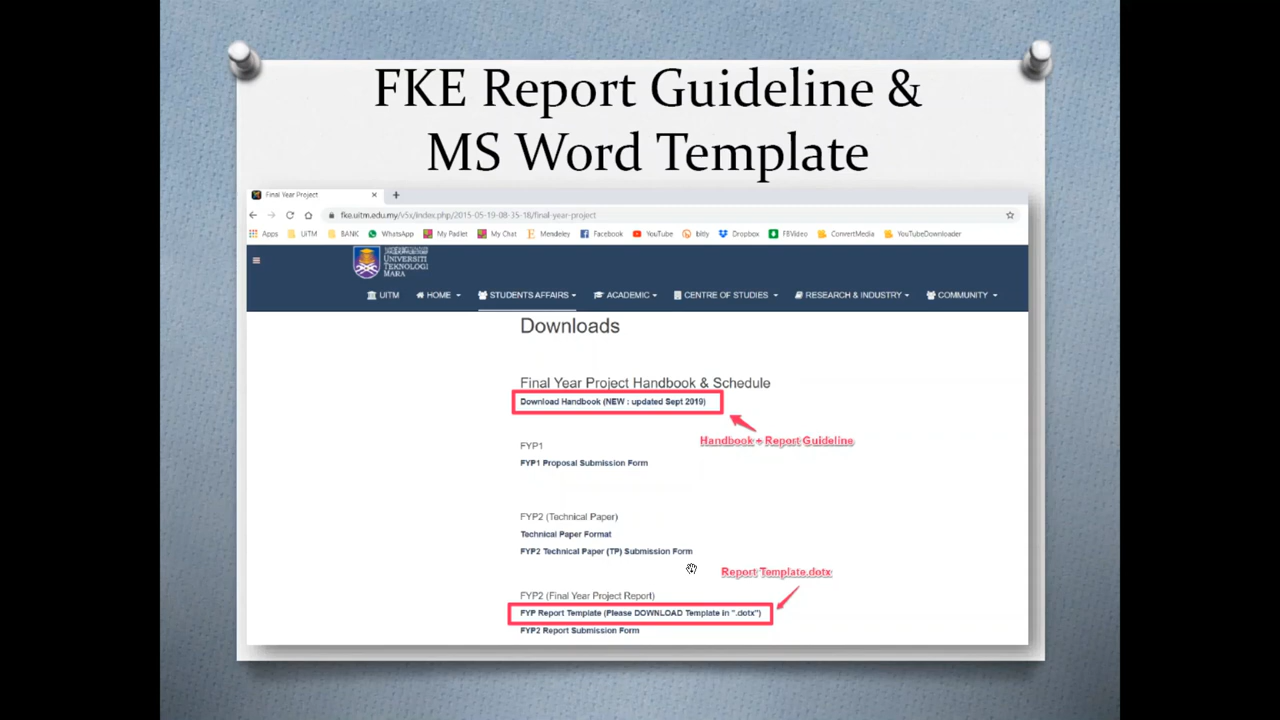 FKE Report Guideline &
MS Word Template
Final Year Project
fke.uitm.edu.my/v5x/index.php/2015-05-19-08-35-18/final-year-project
Apps UiTM BANK WhatsApp My Padlet My Chat Mendeley Facebook YouTube bitly Dropbox FBVideo ConvertMedia YouTubeDownloader
UNIVERSITI
TEKNOLOGI
MARA
UITM HOME STUDENTS AFFAIRS ACADEMIC CENTRE OF STUDIES RESEARCH & INDUSTRY COMMUNITY
Downloads
Final Year Project Handbook & Schedule
Download Handbook (NEW : updated Sept 2019)
Handbook + Report Guideline
FYP1
FYP1 Proposal Submission Form
FYP2 (Technical Paper)
Technical Paper Format
FYP2 Technical Paper (TP) Submission Form
Report Template.dotx
FYP2 (Final Year Project Report)
FYP Report Template (Please DOWNLOAD Template in ".dotx")
FYP2 Report Submission Form